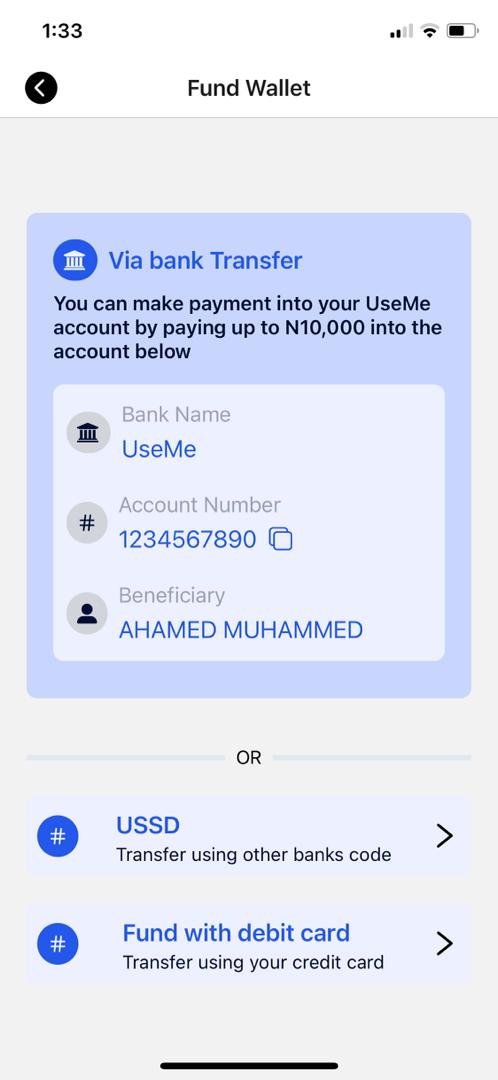 1:33
Fund Wallet
Via bank Transfer
You can make payment into your UseMe
account by paying up to N10,000 into the
account below
Bank Name
UseMe
#
Account Number
1234567890
Beneficiary
AHAMED MUHAMMED
OR
#
USSD
Transfer using other banks code
#
Fund with debit card
Transfer using your credit card